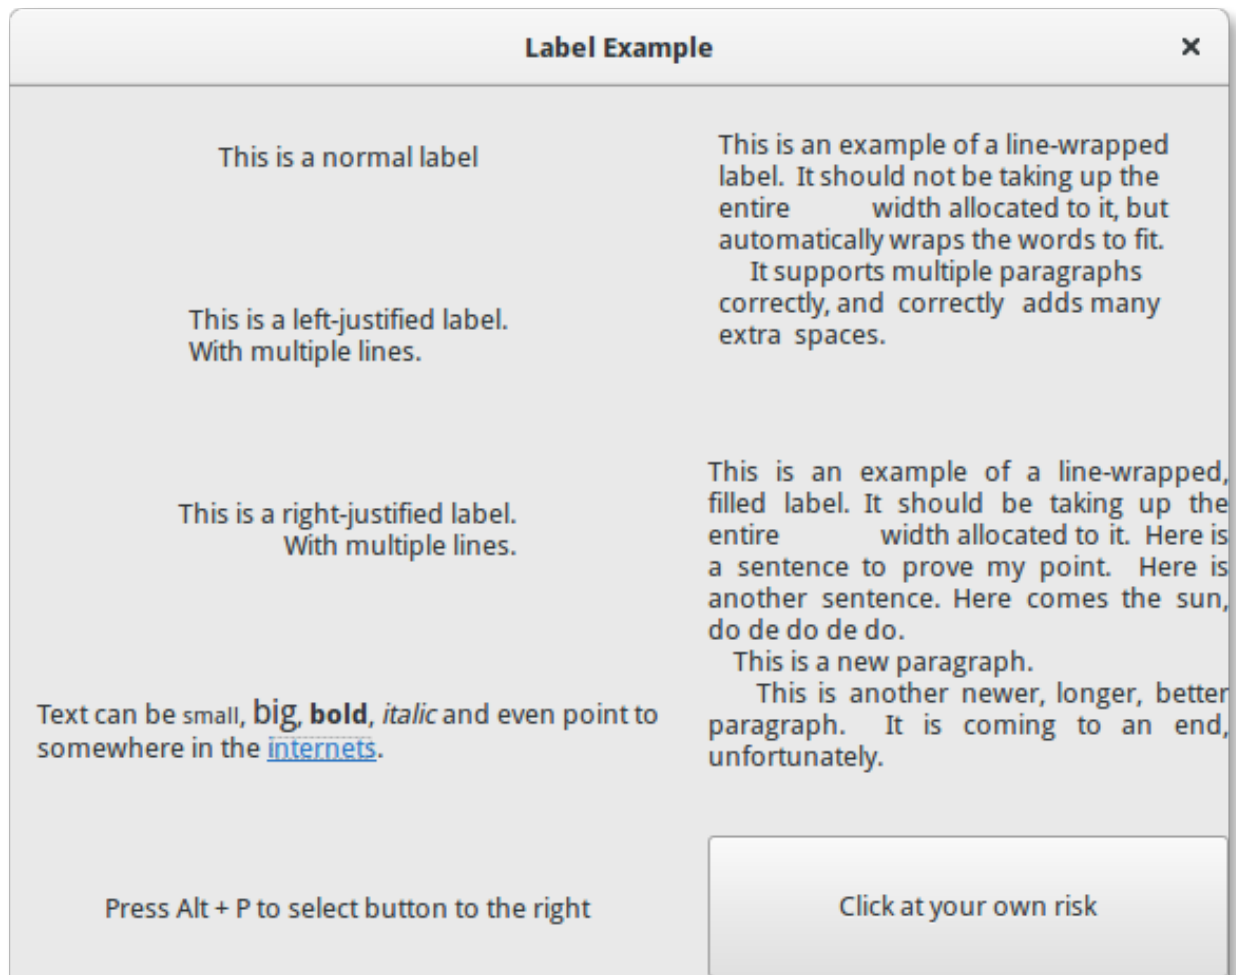 Label Example
This is a normal label
This is a left-justified label.
With multiple lines.
This is a right-justified label.
With multiple lines.
Text can be small, big, bold, italic and even point to
somewhere in the internets.
Press Alt + P to select button to the right
This is an example of a line-wrapped
label.  It should not be taking up the
entire          width allocated to it, but
automatically wraps the words to fit.
    It supports multiple paragraphs
correctly, and  correctly   adds many
extra  spaces.
This is an example of a line-wrapped,
filled label. It should be taking up the
entire          width allocated to it.  Here is
a sentence to prove my point.  Here is
another sentence. Here comes the sun,
do de do de do.
   This is a new paragraph.
    This is another newer, longer, better
paragraph.  It is coming to an end,
unfortunately.
Click at your own risk